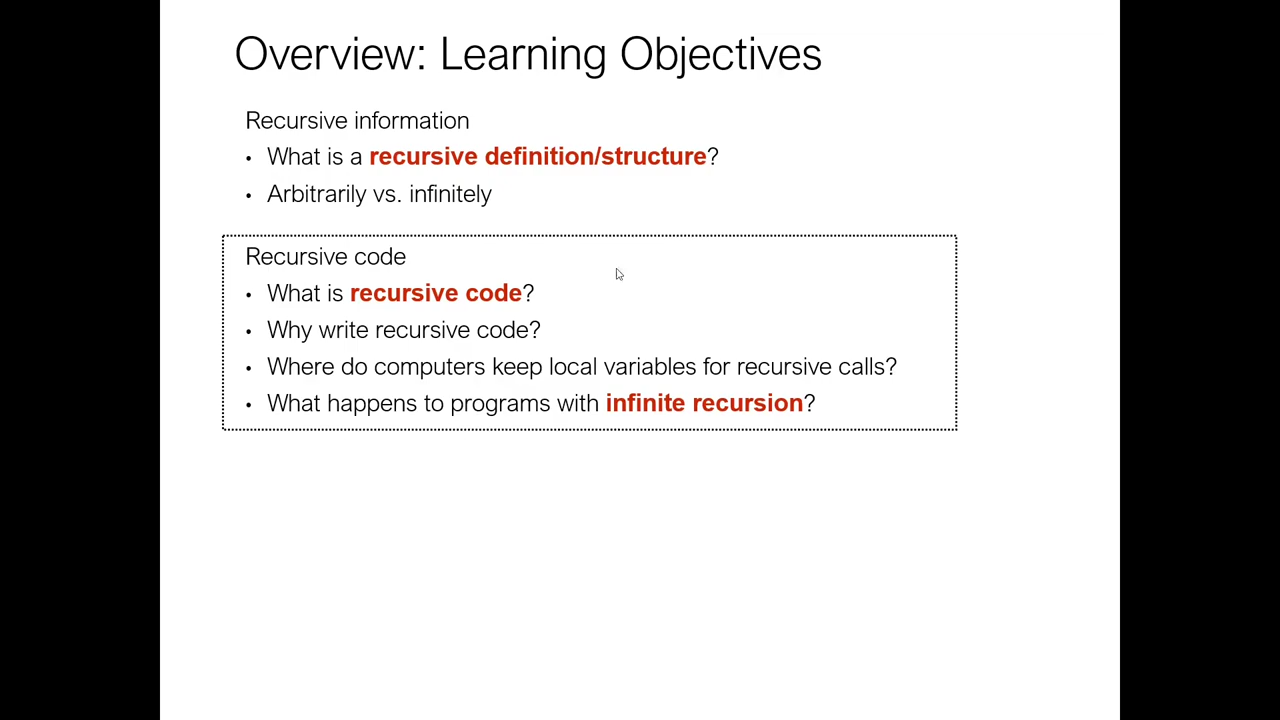 Overview: Learning Objectives
Recursive information
• What is a recursive definition/structure?
• Arbitrarily vs. infinitely
Recursive code
• What is recursive code?
• Why write recursive code?
• Where do computers keep local variables for recursive calls?
• What happens to programs with infinite recursion?